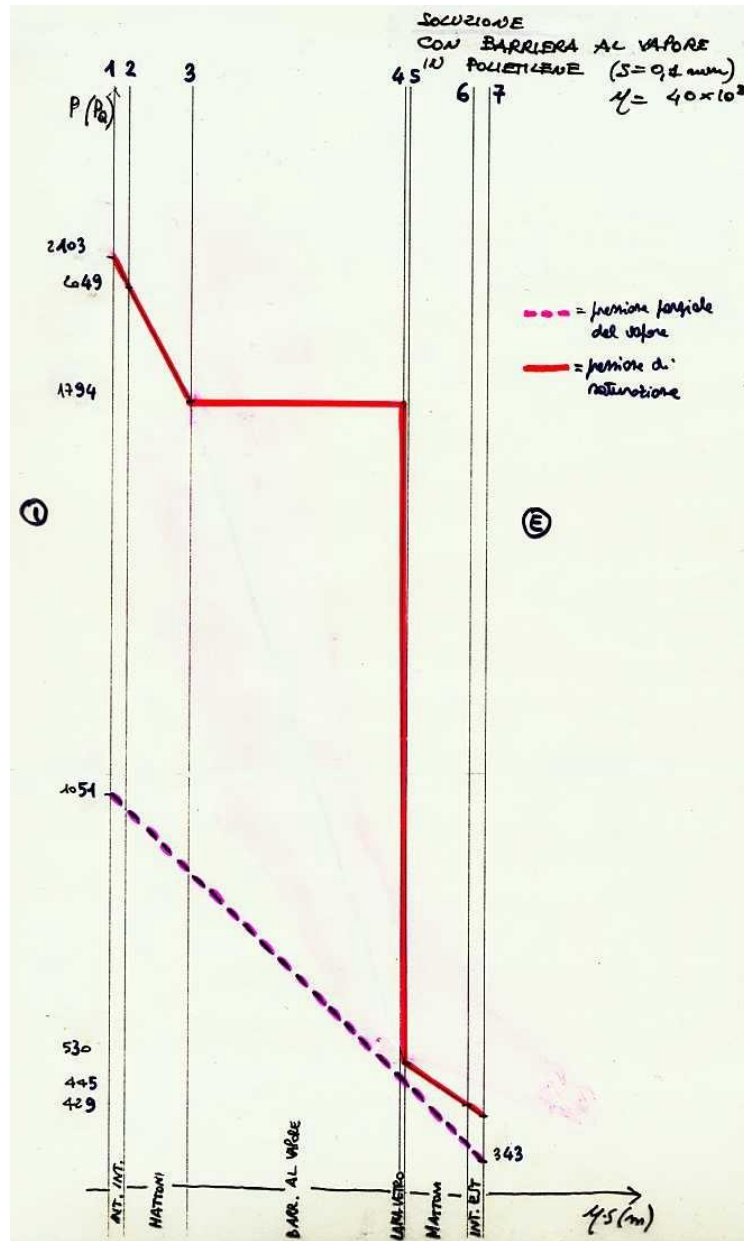 SOLUZIONE
CON BARRIERA AL VAPORE
IN POLIETILENE (S=0,1 mm)
μ= 40×10³
1 2 3 4 5 6 7
P (Pa)
2103
2049
1794
= pressione parziale
del vapore
= pressione di
saturazione
I
E
1051
530
445
429
343
INT. INT.
MATTONI
BARR. AL VAPORE
LANA VETRO
MATTONI
INT. EST
μ·S (m)